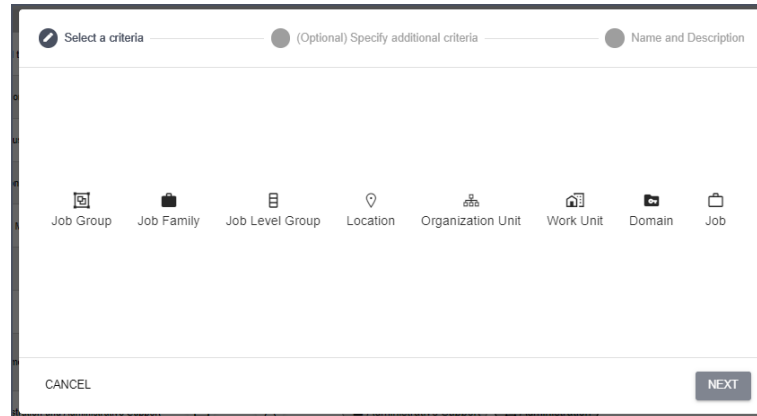 Select a criteria
(Optional) Specify additional criteria
Name and Description
Job Group
Job Family
Job Level Group
Location
Organization Unit
Work Unit
Domain
Job
CANCEL
NEXT